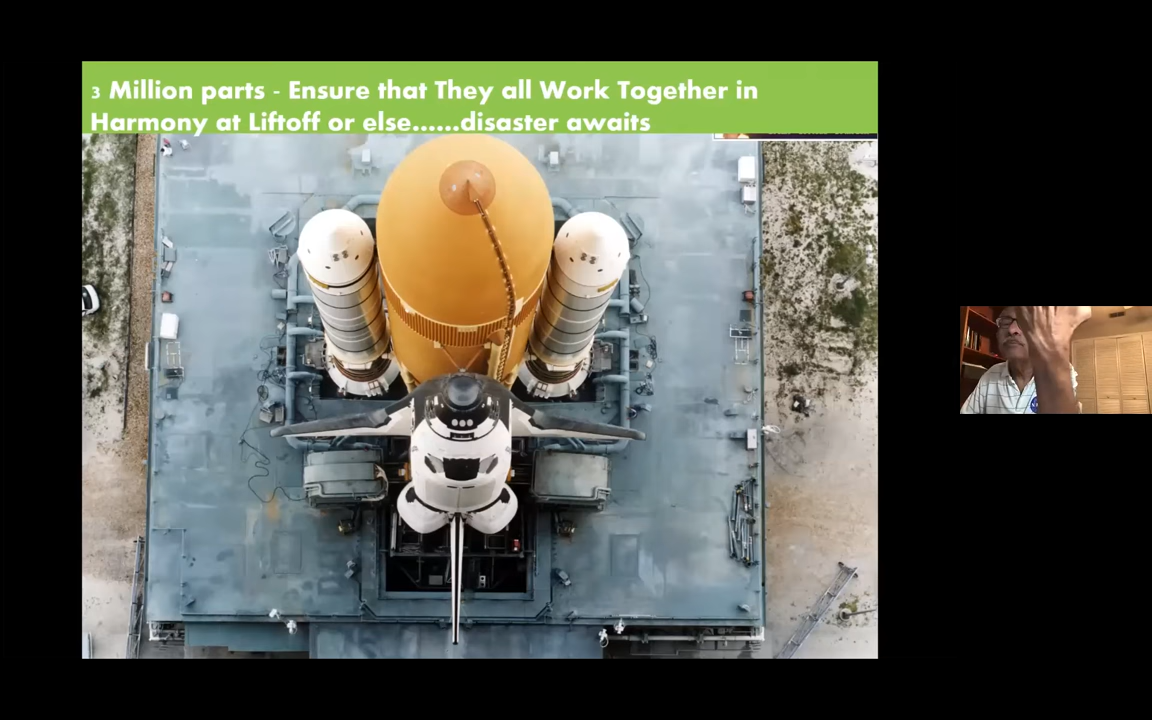 3 Million parts - Ensure that They all Work Together in
Harmony at Liftoff or else......disaster awaits